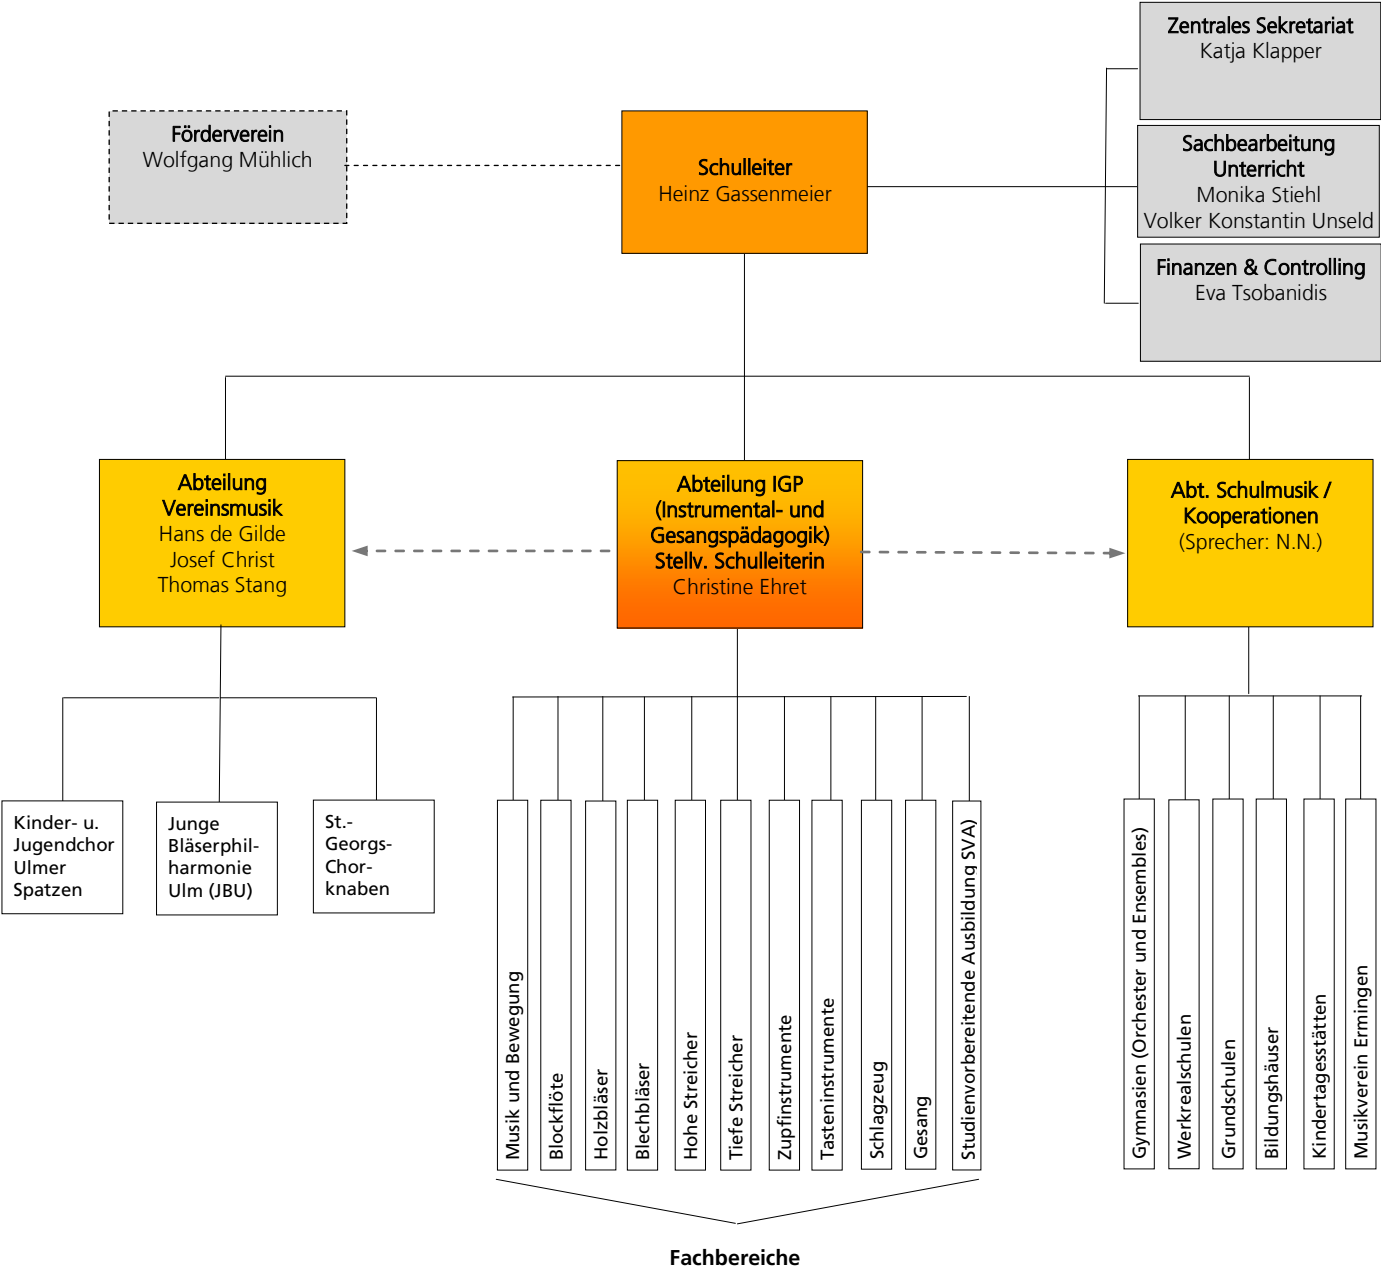 Zentrales Sekretariat
Katja Klapper
Förderverein
Wolfgang Mühlich
Schulleiter
Heinz Gassenmeier
Sachbearbeitung
Unterricht
Monika Stiehl
Volker Konstantin Unseld
Finanzen & Controlling
Eva Tsobanidis
Abteilung
Vereinsmusik
Hans de Gilde
Josef Christ
Thomas Stang
Abteilung IGP
(Instrumental- und
Gesangspädagogik)
Stellv. Schulleiterin
Christine Ehret
Abt. Schulmusik /
Kooperationen
(Sprecher: N.N.)
Kinder- u.
Jugendchor
Ulmer
Spatzen
Junge
Bläserphil-
harmonie
Ulm (JBU)
St.-
Georgs-
Chor-
knaben
Musik und Bewegung
Blockflöte
Holzbläser
Blechbläser
Hohe Streicher
Tiefe Streicher
Zupfinstrumente
Tasteninstrumente
Schlagzeug
Gesang
Studienvorbereitende Ausbildung SVA)
Gymnasien (Orchester und Ensembles)
Werkrealschulen
Grundschulen
Bildungshäuser
Kindertagesstätten
Musikverein Ermingen
Fachbereiche